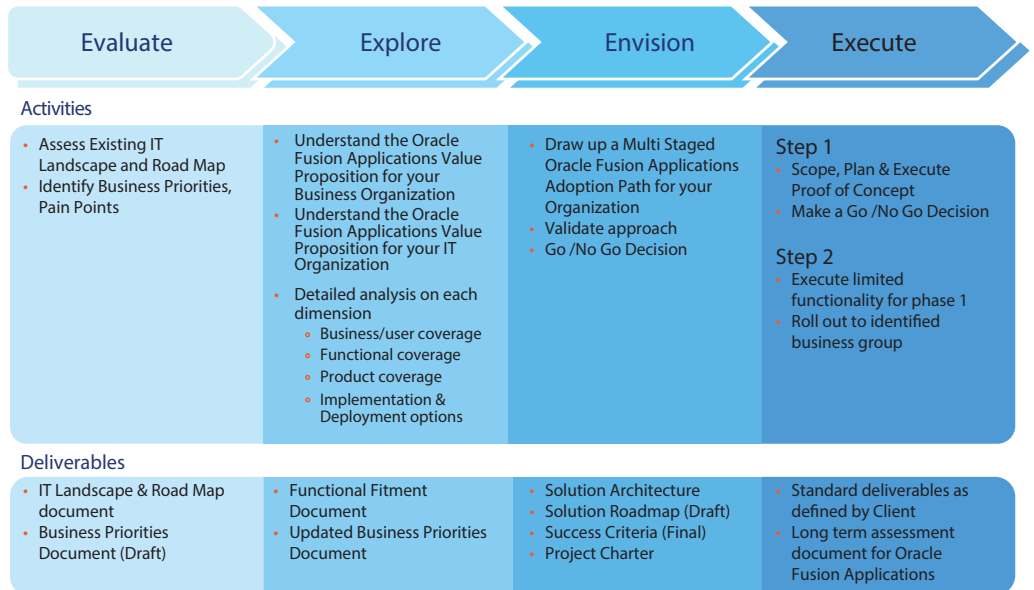 Evaluate
Explore
Envision
Execute
Activities
• Assess Existing IT
Landscape and Road Map
• Identify Business Priorities,
Pain Points
• Understand the Oracle
Fusion Applications Value
Proposition for your
Business Organization
• Understand the Oracle
Fusion Applications Value
Proposition for your IT
Organization
• Detailed analysis on each
dimension
Business/user coverage
Functional coverage
Product coverage
Implementation &
Deployment options
• Draw up a Multi Staged
Oracle Fusion Applications
Adoption Path for your
Organization
• Validate approach
• Go /No Go Decision
Step 1
• Scope, Plan & Execute
Proof of Concept
• Make a Go /No Go Decision
Step 2
• Execute limited
functionality for phase 1
• Roll out to identified
business group
Deliverables
• IT Landscape & Road Map
document
• Business Priorities
Document (Draft)
• Functional Fitment
Document
• Updated Business Priorities
Document
• Solution Architecture
• Solution Roadmap (Draft)
• Success Criteria (Final)
• Project Charter
• Standard deliverables as
defined by Client
• Long term assessment
document for Oracle
Fusion Applications